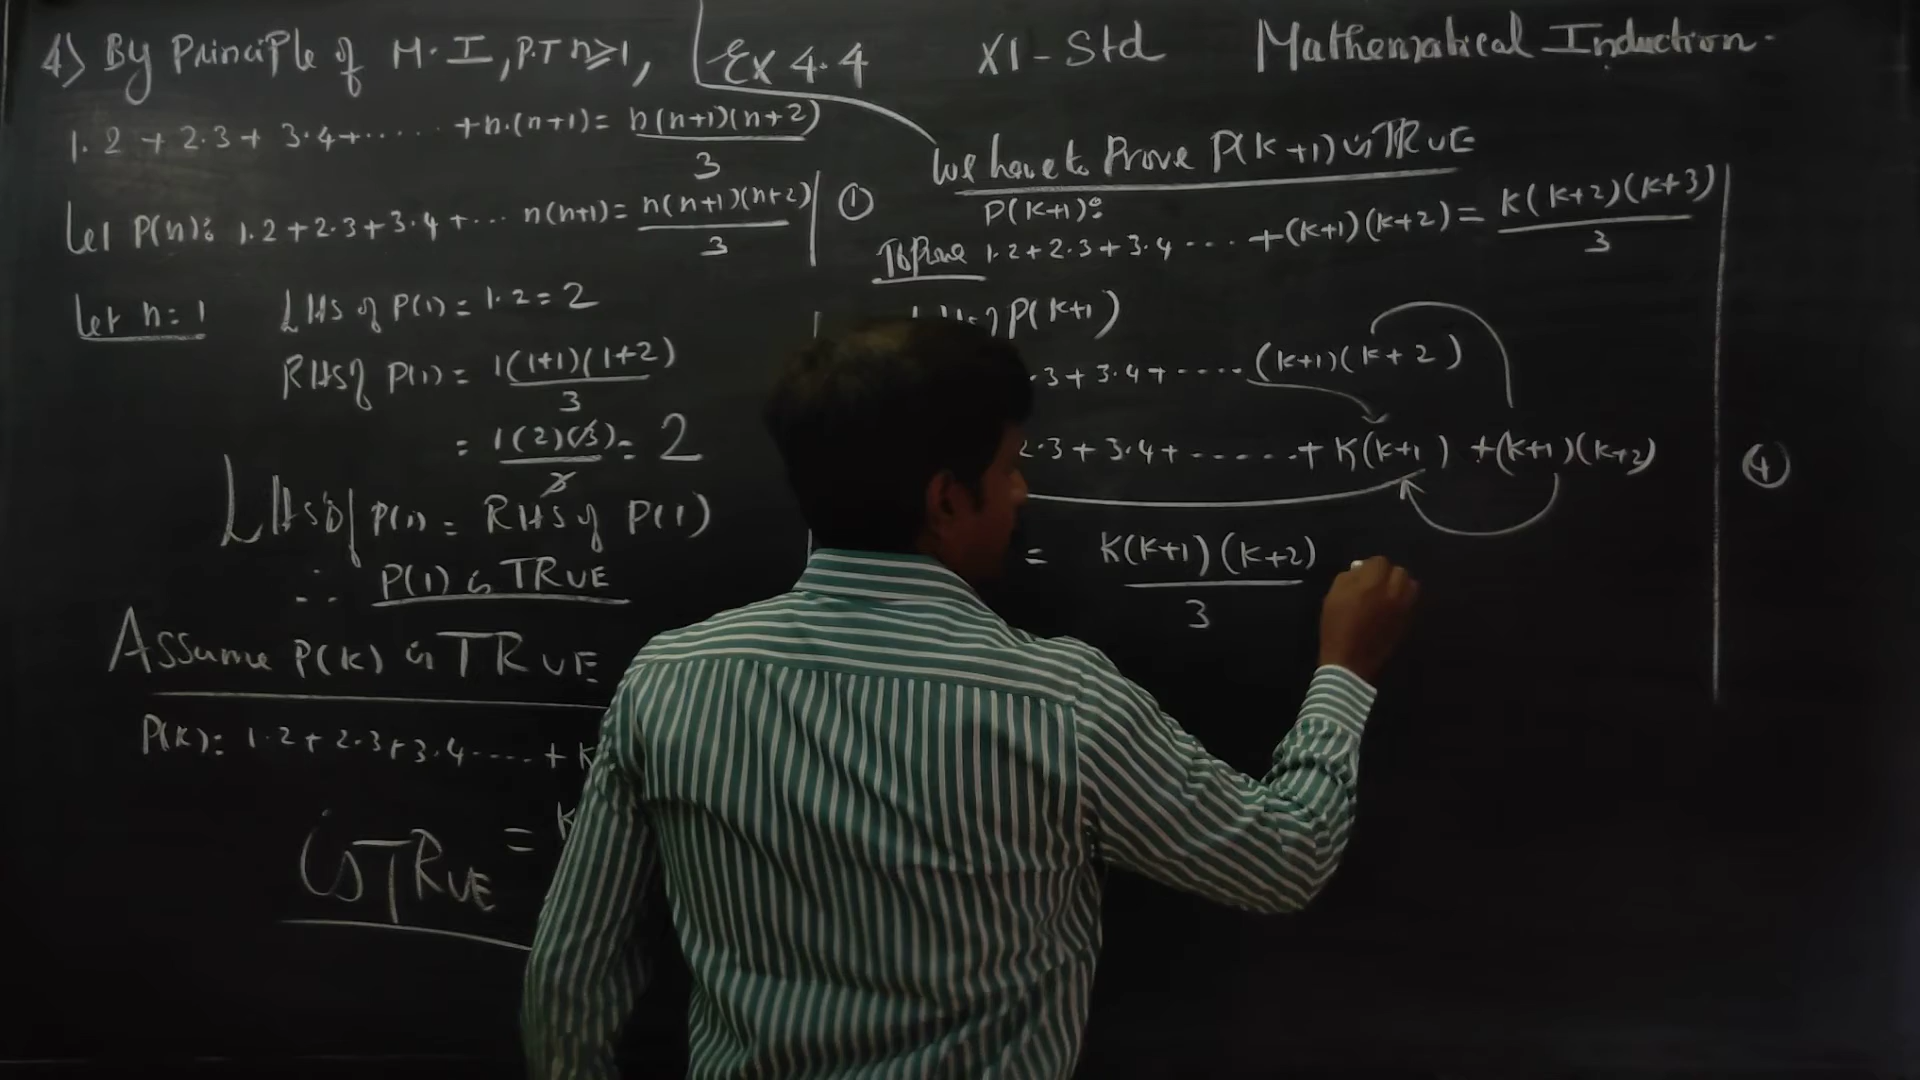 4) By Principle of M.I, P.T n≥1,
1.2 + 2.3 + 3.4 + ..... + n.(n+1) = n(n+1)(n+2)
3
Let P(n): 1.2 + 2.3 + 3.4 + ... n(n+1) = n(n+1)(n+2)
3
Let n = 1 LHS of P(1) = 1.2 = 2
RHS of P(1) = 1(1+1)(1+2)
3
= 1(2)(3) = 2
3
LHS of P(1) = RHS of P(1)
∴ P(1) is TRUE
Assume P(K) is TRUE
P(K): 1.2 + 2.3 + 3.4 .... + K
= K
is TRUE
Ex 4.4 XI - Std Mathematical Induction.
We have to Prove P(K+1) is TRUE
① P(K+1):
To Prove 1.2 + 2.3 + 3.4 .... + (K+1)(K+2) = K(K+2)(K+3)
3
P(K+1)
.3 + 3.4 + .... (K+1)(K+2)
2.3 + 3.4 + ...... + K(K+1) + (K+1)(K+2)
④
= K(K+1)(K+2)
3